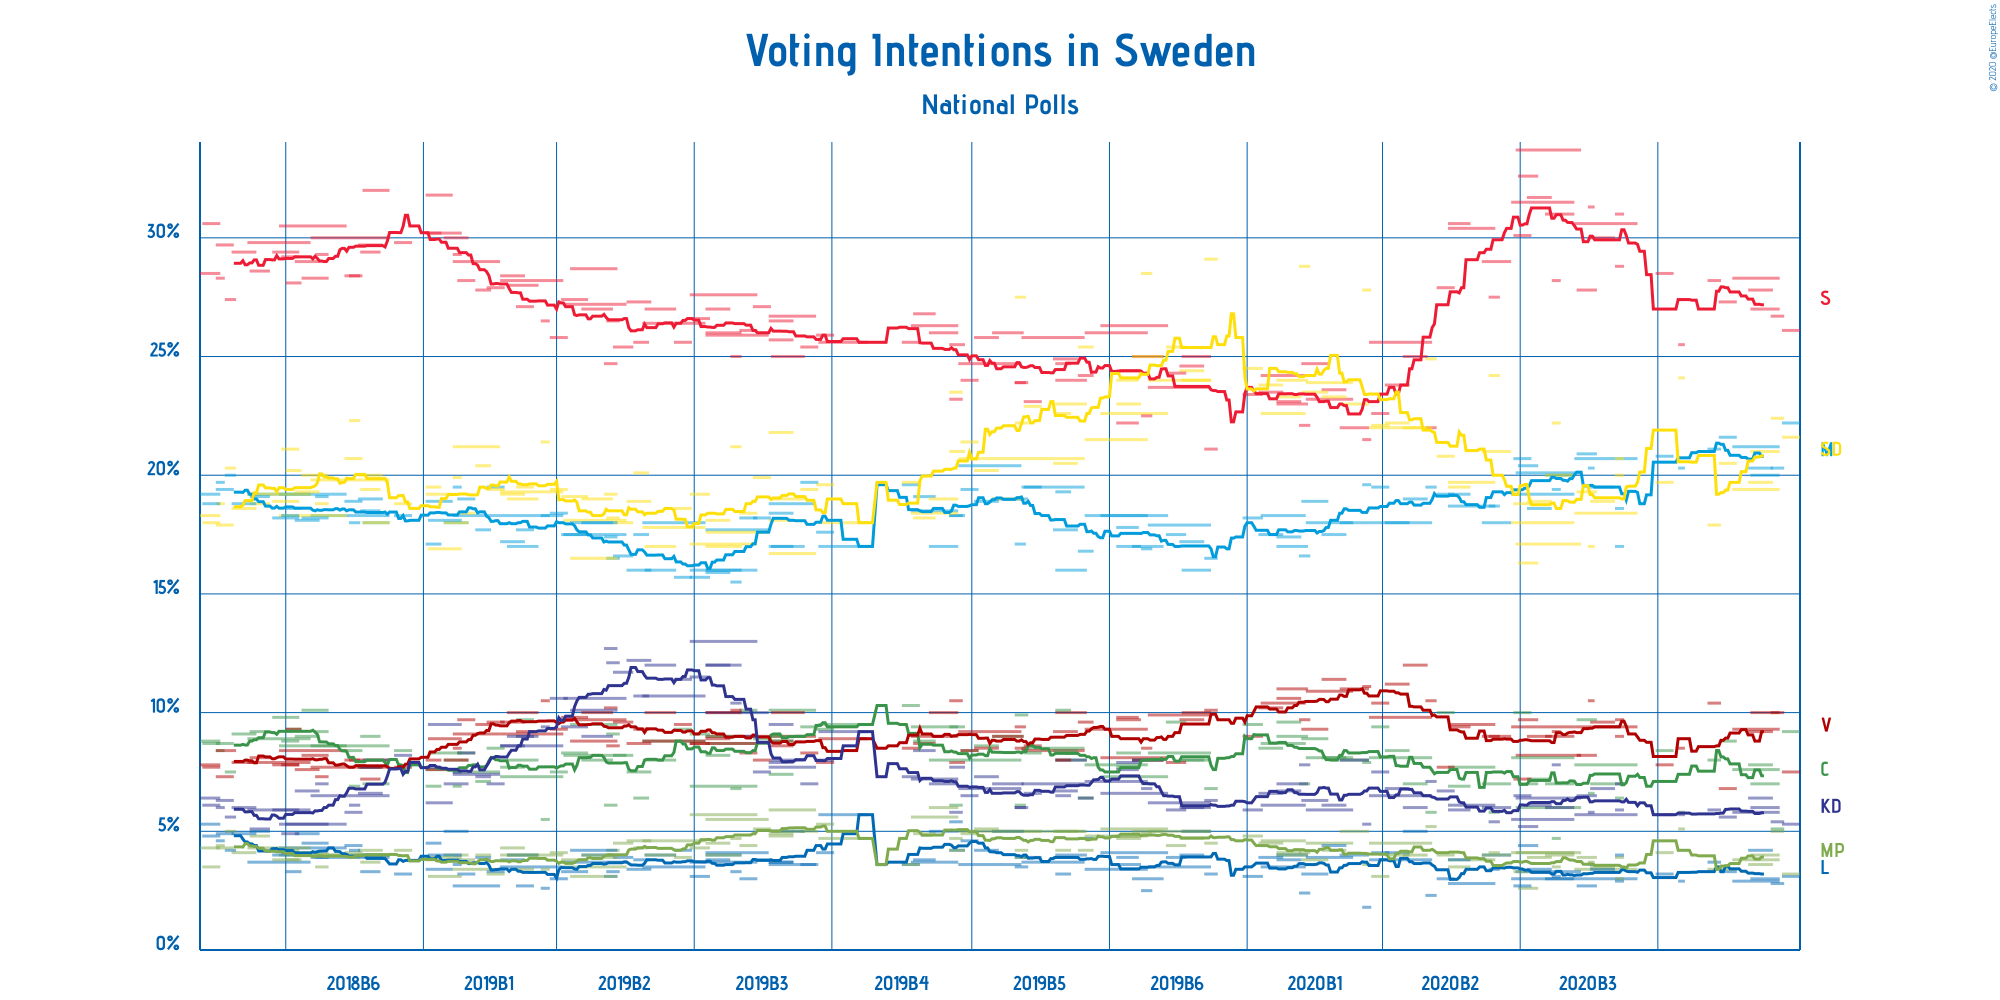 © 2020 @EuropeElects
Voting Intentions in Sweden
National Polls
30%
25%
20%
15%
10%
5%
0%
S
M
SD
V
C
KD
MP
L
2018B6 2019B1 2019B2 2019B3 2019B4 2019B5 2019B6 2020B1 2020B2 2020B3